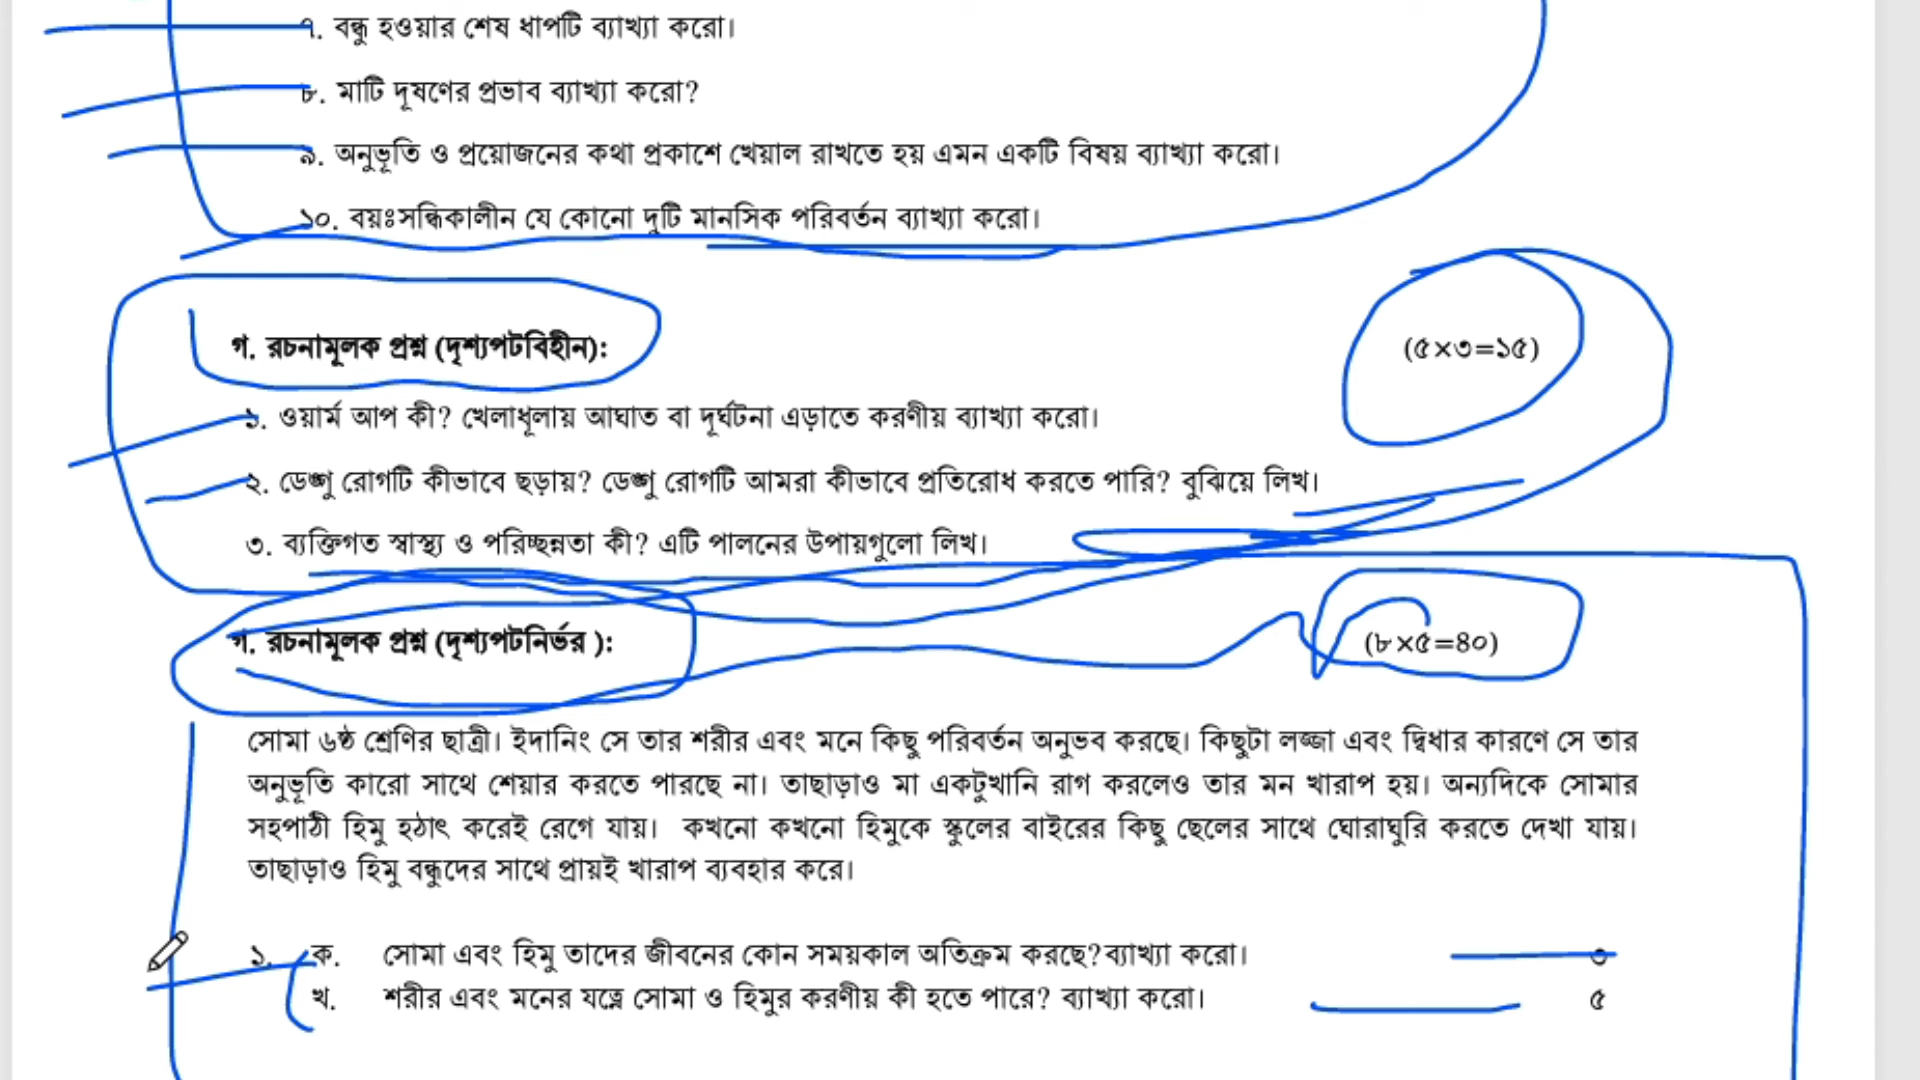 ৭. বন্ধু হওয়ার শেষ ধাপটি ব্যাখ্যা করো।
৮. মাটি দূষণের প্রভাব ব্যাখ্যা করো?
৯. অনুভূতি ও প্রয়োজনের কথা প্রকাশে খেয়াল রাখতে হয় এমন একটি বিষয় ব্যাখ্যা করো।
১০. বয়ঃসন্ধিকালীন যে কোনো দুটি মানসিক পরিবর্তন ব্যাখ্যা করো।
গ. রচনামূলক প্রশ্ন (দৃশ্যপটবিহীন): (৫×৩=১৫)
১. ওয়ার্ম আপ কী? খেলাধূলায় আঘাত বা দূর্ঘটনা এড়াতে করণীয় ব্যাখ্যা করো।
২. ডেঙ্গু রোগটি কীভাবে ছড়ায়? ডেঙ্গু রোগটি আমরা কীভাবে প্রতিরোধ করতে পারি? বুঝিয়ে লিখ।
৩. ব্যক্তিগত স্বাস্থ্য ও পরিচ্ছন্নতা কী? এটি পালনের উপায়গুলো লিখ।
গ. রচনামূলক প্রশ্ন (দৃশ্যপটনির্ভর ): (৮×৫=৪০)
সোমা ৬ষ্ঠ শ্রেণির ছাত্রী। ইদানিং সে তার শরীর এবং মনে কিছু পরিবর্তন অনুভব করছে। কিছুটা লজ্জা এবং দ্বিধার কারণে সে তার
অনুভূতি কারো সাথে শেয়ার করতে পারছে না। তাছাড়াও মা একটুখানি রাগ করলেও তার মন খারাপ হয়। অন্যদিকে সোমার
সহপাঠী হিমু হঠাৎ করেই রেগে যায়। কখনো কখনো হিমুকে স্কুলের বাইরের কিছু ছেলের সাথে ঘোরাঘুরি করতে দেখা যায়।
তাছাড়াও হিমু বন্ধুদের সাথে প্রায়ই খারাপ ব্যবহার করে।
১. ক. সোমা এবং হিমু তাদের জীবনের কোন সময়কাল অতিক্রম করছে?ব্যাখ্যা করো। ৩
খ. শরীর এবং মনের যত্নে সোমা ও হিমুর করণীয় কী হতে পারে? ব্যাখ্যা করো। ৫